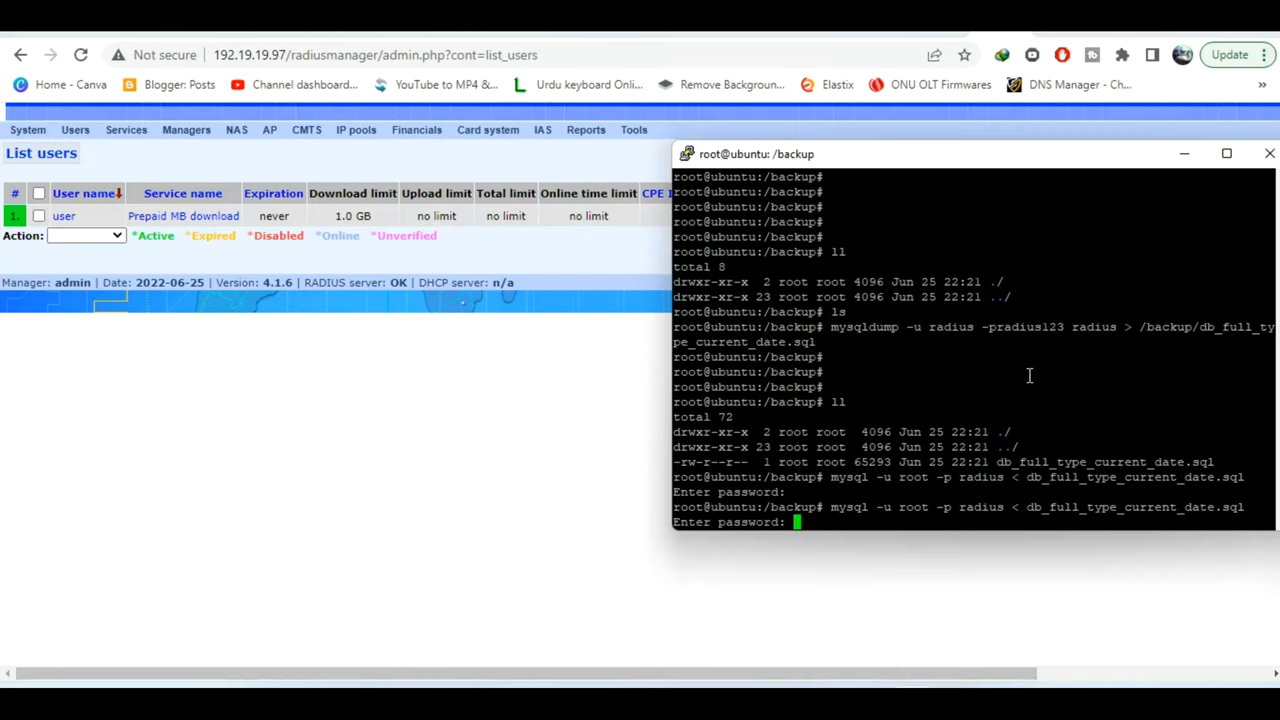 Not secure
192.19.19.97/radiusmanager/admin.php?cont=list_users
Update
Home - Canva
Blogger: Posts
Channel dashboard...
YouTube to MP4 &...
Urdu keyboard Onli...
Remove Backgroun...
Elastix
ONU OLT Firmwares
DNS Manager - Ch...
»
System Users Services Managers NAS AP CMTS IP pools Financials Card system IAS Reports Tools
List users
# User name Service name Expiration Download limit Upload limit Total limit Online time limit CPE I
1. user Prepaid MB download never 1.0 GB no limit no limit no limit
Action: *Active *Expired *Disabled *Online *Unverified
Manager: admin | Date: 2022-06-25 | Version: 4.1.6 | RADIUS server: OK | DHCP server: n/a
root@ubuntu: /backup
root@ubuntu:/backup#
root@ubuntu:/backup#
root@ubuntu:/backup#
root@ubuntu:/backup#
root@ubuntu:/backup#
root@ubuntu:/backup# ll
total 8
drwxr-xr-x  2 root root 4096 Jun 25 22:21 ./
drwxr-xr-x 23 root root 4096 Jun 25 22:21 ../
root@ubuntu:/backup# ls
root@ubuntu:/backup# mysqldump -u radius -pradius123 radius > /backup/db_full_ty
pe_current_date.sql
root@ubuntu:/backup#
root@ubuntu:/backup#
root@ubuntu:/backup#
root@ubuntu:/backup# ll
total 72
drwxr-xr-x  2 root root  4096 Jun 25 22:21 ./
drwxr-xr-x 23 root root  4096 Jun 25 22:21 ../
-rw-r--r--  1 root root 65293 Jun 25 22:21 db_full_type_current_date.sql
root@ubuntu:/backup# mysql -u root -p radius < db_full_type_current_date.sql
Enter password:
root@ubuntu:/backup# mysql -u root -p radius < db_full_type_current_date.sql
Enter password: